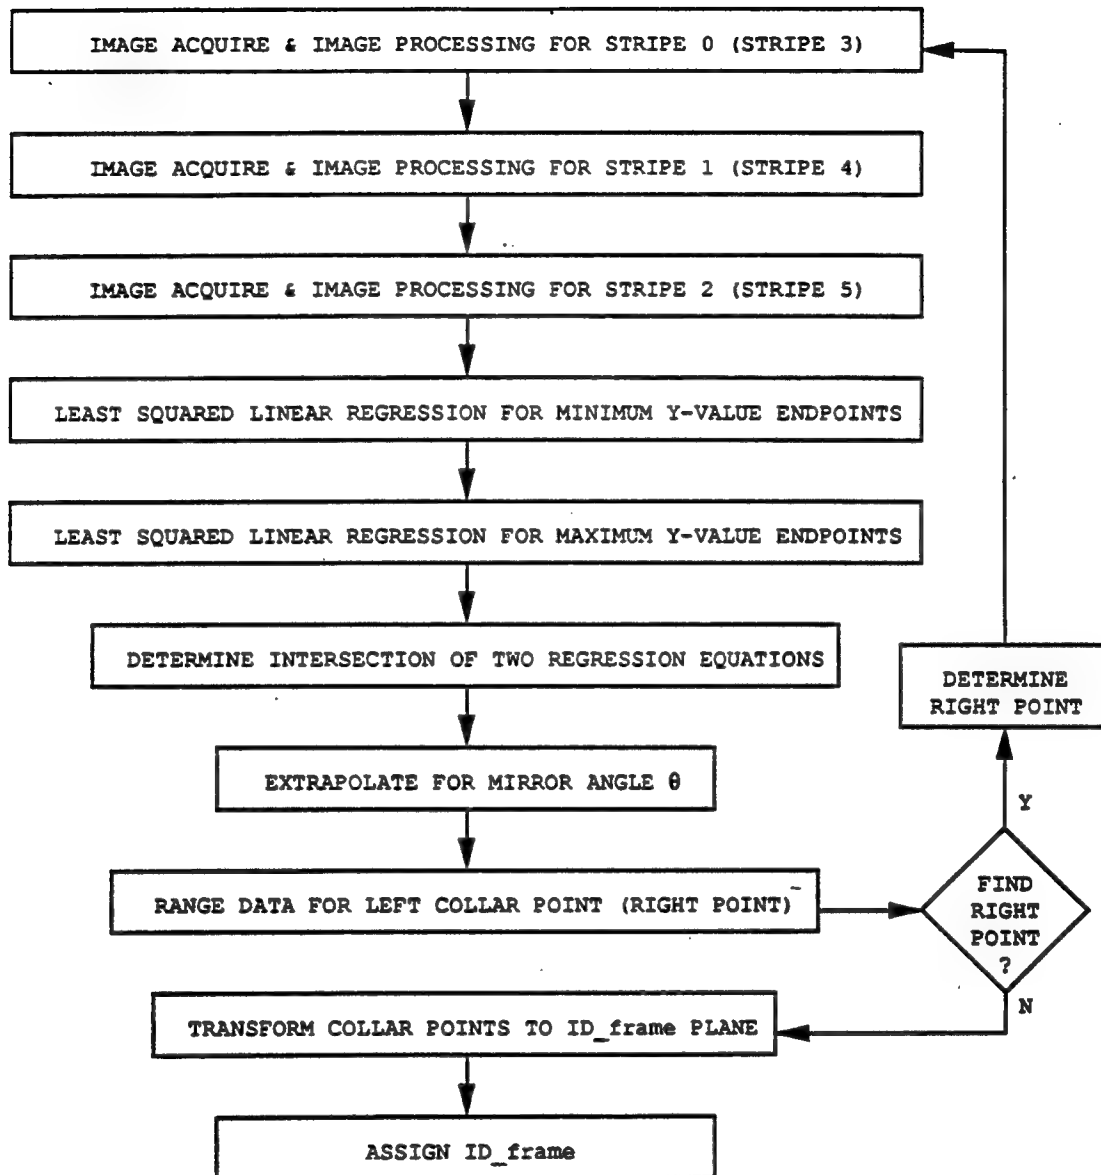 IMAGE ACQUIRE & IMAGE PROCESSING FOR STRIPE 0 (STRIPE 3)
IMAGE ACQUIRE & IMAGE PROCESSING FOR STRIPE 1 (STRIPE 4)
IMAGE ACQUIRE & IMAGE PROCESSING FOR STRIPE 2 (STRIPE 5)
LEAST SQUARED LINEAR REGRESSION FOR MINIMUM Y-VALUE ENDPOINTS
LEAST SQUARED LINEAR REGRESSION FOR MAXIMUM Y-VALUE ENDPOINTS
DETERMINE INTERSECTION OF TWO REGRESSION EQUATIONS
DETERMINE
RIGHT POINT
EXTRAPOLATE FOR MIRROR ANGLE θ
Y
RANGE DATA FOR LEFT COLLAR POINT (RIGHT POINT)
FIND
RIGHT
POINT
?
N
TRANSFORM COLLAR POINTS TO ID_frame PLANE
ASSIGN ID_frame